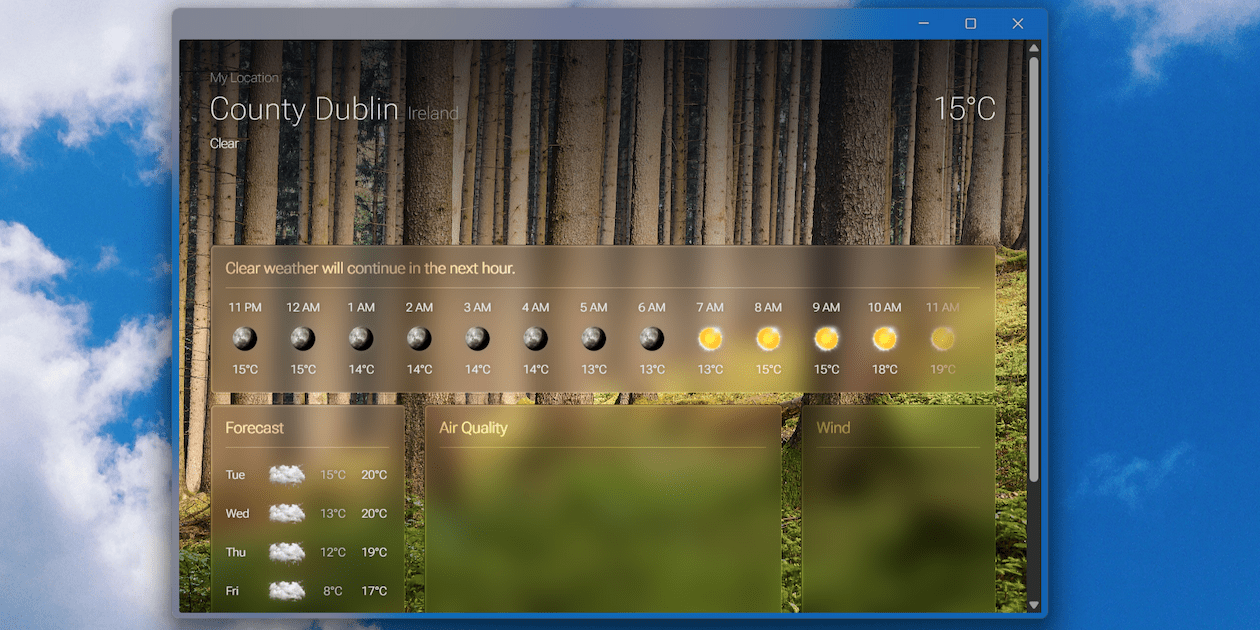 My Location
County Dublin Ireland
15°C
Clear
Clear weather will continue in the next hour.
11 PM 12 AM 1 AM 2 AM 3 AM 4 AM 5 AM 6 AM 7 AM 8 AM 9 AM 10 AM 11 AM
15°C 15°C 14°C 14°C 14°C 14°C 13°C 13°C 13°C 15°C 15°C 18°C 19°C
Forecast
Tue 15°C 20°C
Wed 13°C 20°C
Thu 12°C 19°C
Fri 8°C 17°C
Air Quality
Wind